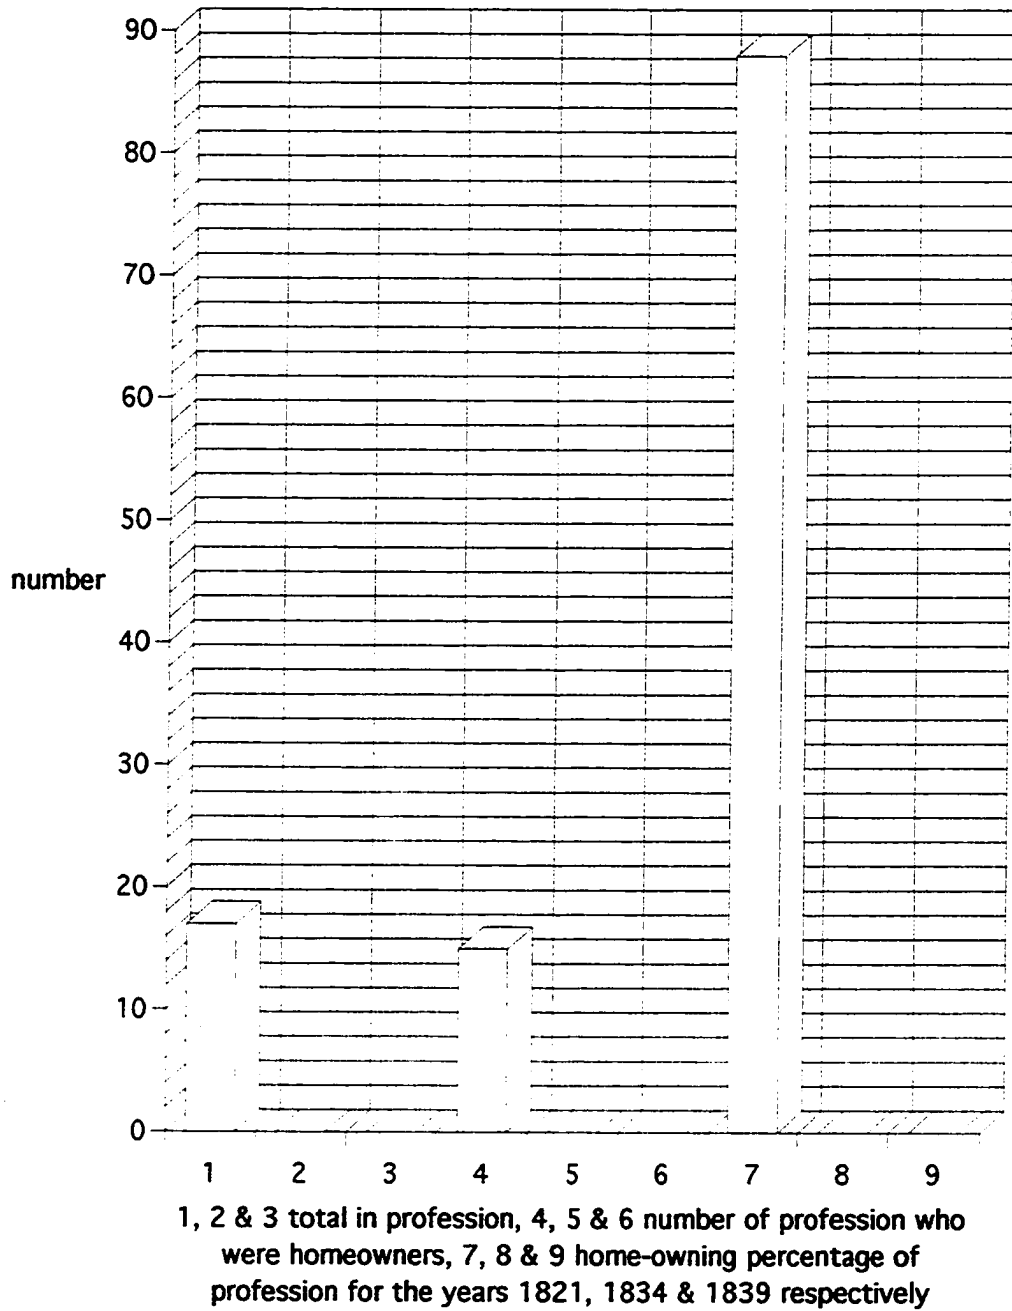 90
80
70
60
50
number
40
30
20
10
0
1 2 3 4 5 6 7 8 9
1, 2 & 3 total in profession, 4, 5 & 6 number of profession who
were homeowners, 7, 8 & 9 home-owning percentage of
profession for the years 1821, 1834 & 1839 respectively